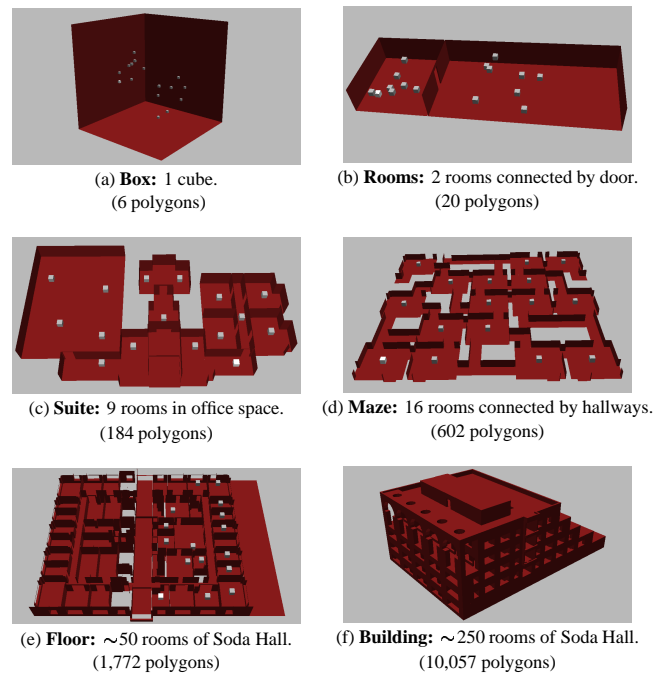 (a) Box: 1 cube.
(6 polygons)
(b) Rooms: 2 rooms connected by door.
(20 polygons)
(c) Suite: 9 rooms in office space.
(184 polygons)
(d) Maze: 16 rooms connected by hallways.
(602 polygons)
(e) Floor: ∼50 rooms of Soda Hall.
(1,772 polygons)
(f) Building: ∼250 rooms of Soda Hall.
(10,057 polygons)